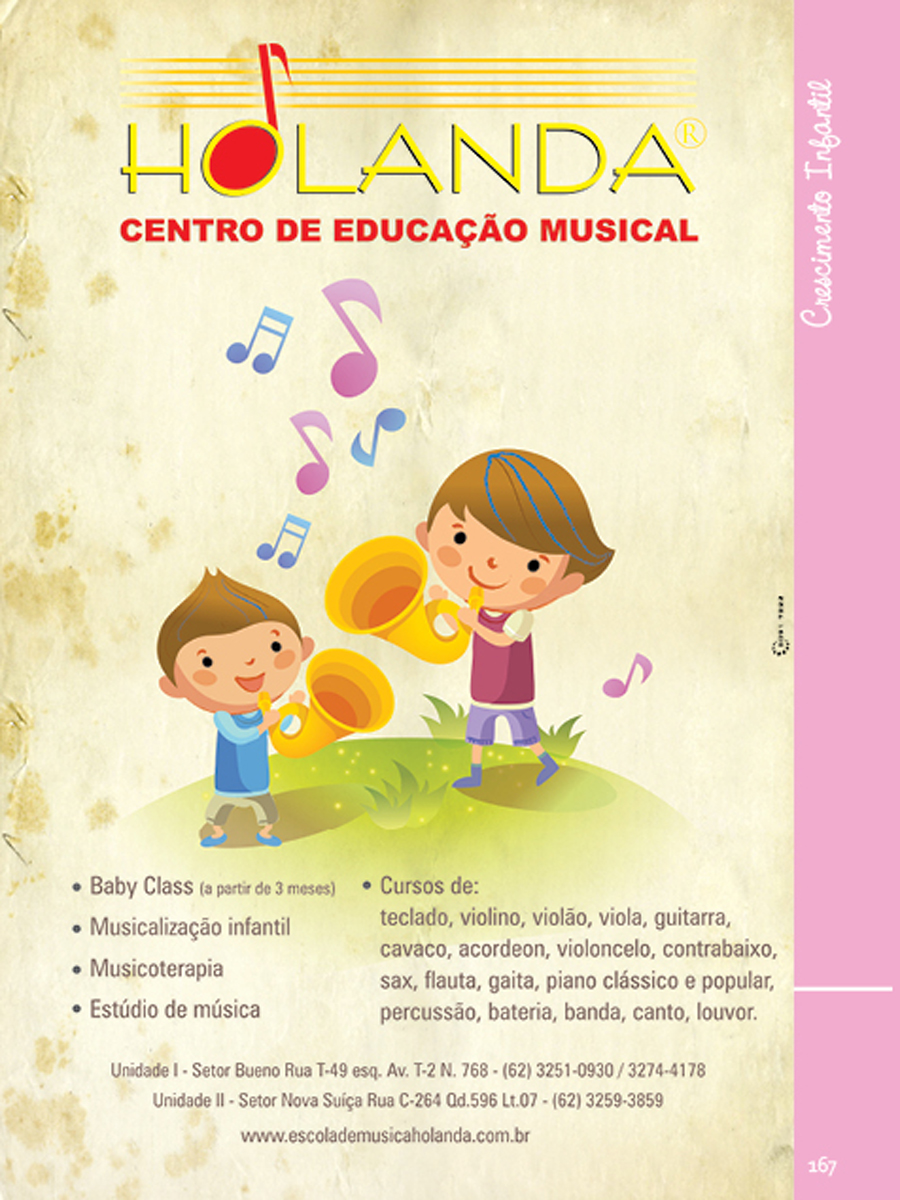 HOLANDA®
CENTRO DE EDUCAÇÃO MUSICAL
Crescimento Infantil
• Baby Class (a partir de 3 meses)
• Musicalização infantil
• Musicoterapia
• Estúdio de música
• Cursos de:
teclado, violino, violão, viola, guitarra,
cavaco, acordeon, violoncelo, contrabaixo,
sax, flauta, gaita, piano clássico e popular,
percussão, bateria, banda, canto, louvor.
Unidade I - Setor Bueno Rua T-49 esq. Av. T-2 N. 768 - (62) 3251-0930 / 3274-4178
Unidade II - Setor Nova Suíça Rua C-264 Qd.596 Lt.07 - (62) 3259-3859
www.escolademusicaholanda.com.br
167